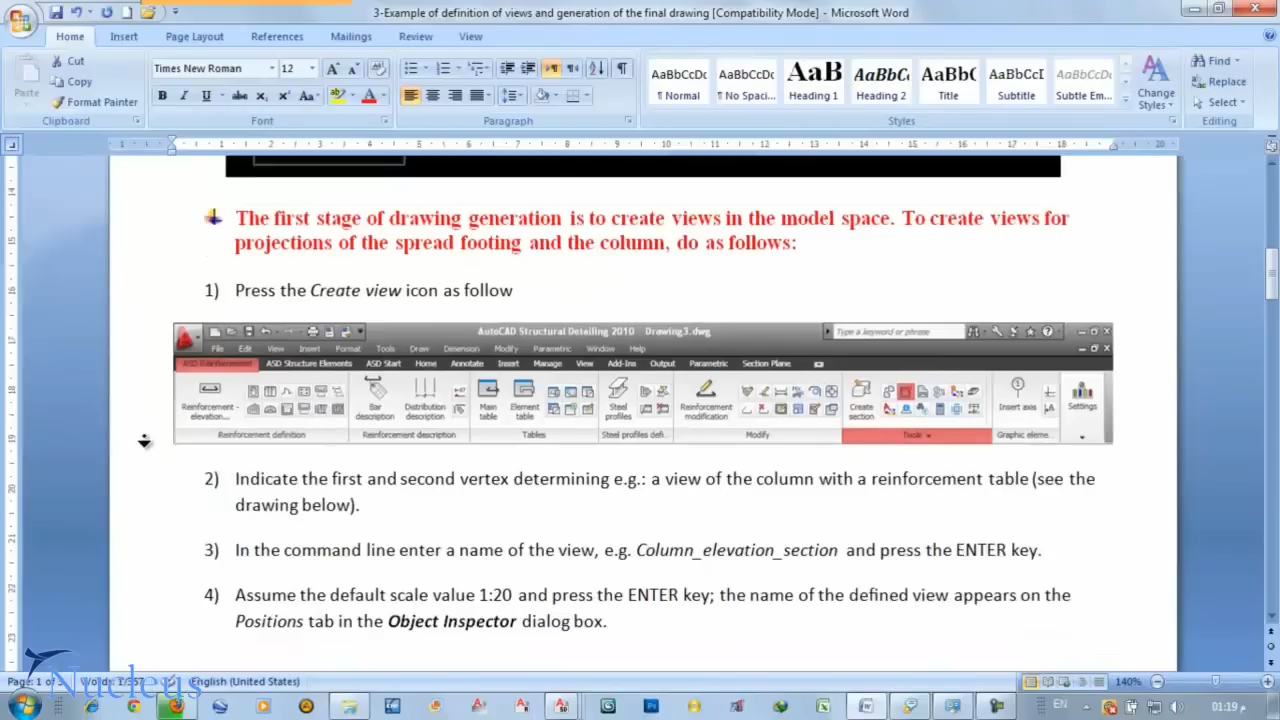 3-Example of definition of views and generation of the final drawing [Compatibility Mode] - Microsoft Word
Home Insert Page Layout References Mailings Review View
Cut
Copy
Format Painter
Paste
Clipboard
Times New Roman 12
Font
Paragraph
AaBbCcDc AaBbCcDc AaB AaBbC AaBb( AaBbCcI AaBbCcDc
¶ Normal ¶ No Spaci... Heading 1 Heading 2 Title Subtitle Subtle Em...
Change Styles
Styles
Find
Replace
Select
Editing
The first stage of drawing generation is to create views in the model space. To create views for
projections of the spread footing and the column, do as follows:
1) Press the Create view icon as follow
AutoCAD Structural Detailing 2010 Drawing3.dwg Type a keyword or phrase
File Edit View Insert Format Tools Draw Dimension Modify Parametric Window Help
ASD Reinforcement ASD Structure Elements ASD Start Home Annotate Insert Manage View Add-Ins Output Parametric Section Plane
Reinforcement elevation... Bar description Distribution description Main table Element table Steel profiles Reinforcement modification Create section Insert axis Settings
Reinforcement definition Reinforcement description Tables Steel profiles defi... Modify Tools Graphic eleme...
2) Indicate the first and second vertex determining e.g.: a view of the column with a reinforcement table (see the
drawing below).
3) In the command line enter a name of the view, e.g. Column_elevation_section and press the ENTER key.
4) Assume the default scale value 1:20 and press the ENTER key; the name of the defined view appears on the
Positions tab in the Object Inspector dialog box.
Nucleus
English (United States) 140%
EN 01:19 م